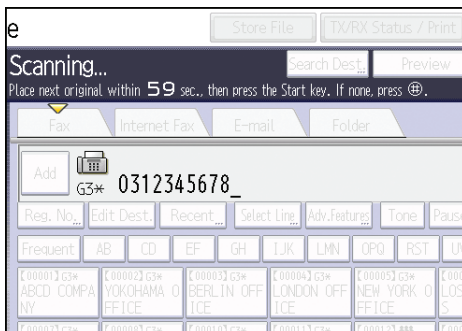 e
Store File
TX/RX Status / Print
Scanning...
Search Dest.
Preview
Place next original within 59 sec., then press the Start key. If none, press ⊕.
Fax
Internet Fax
E-mail
Folder
Add
G3* 0312345678_
Reg. No.
Edit Dest.
Recent
Select Line
Adv.Features
Tone
Paus
Frequent
AB
CD
EF
GH
IJK
LMN
OPQ
RST
[00001]G3* [00002]G3* [00003]G3* [00004]G3* [00005]G3*
ABCD COMPA YOKOHAMA O BERLIN OFF LONDON OFF NEW YORK O LOS
NY FFICE ICE ICE FFICE S